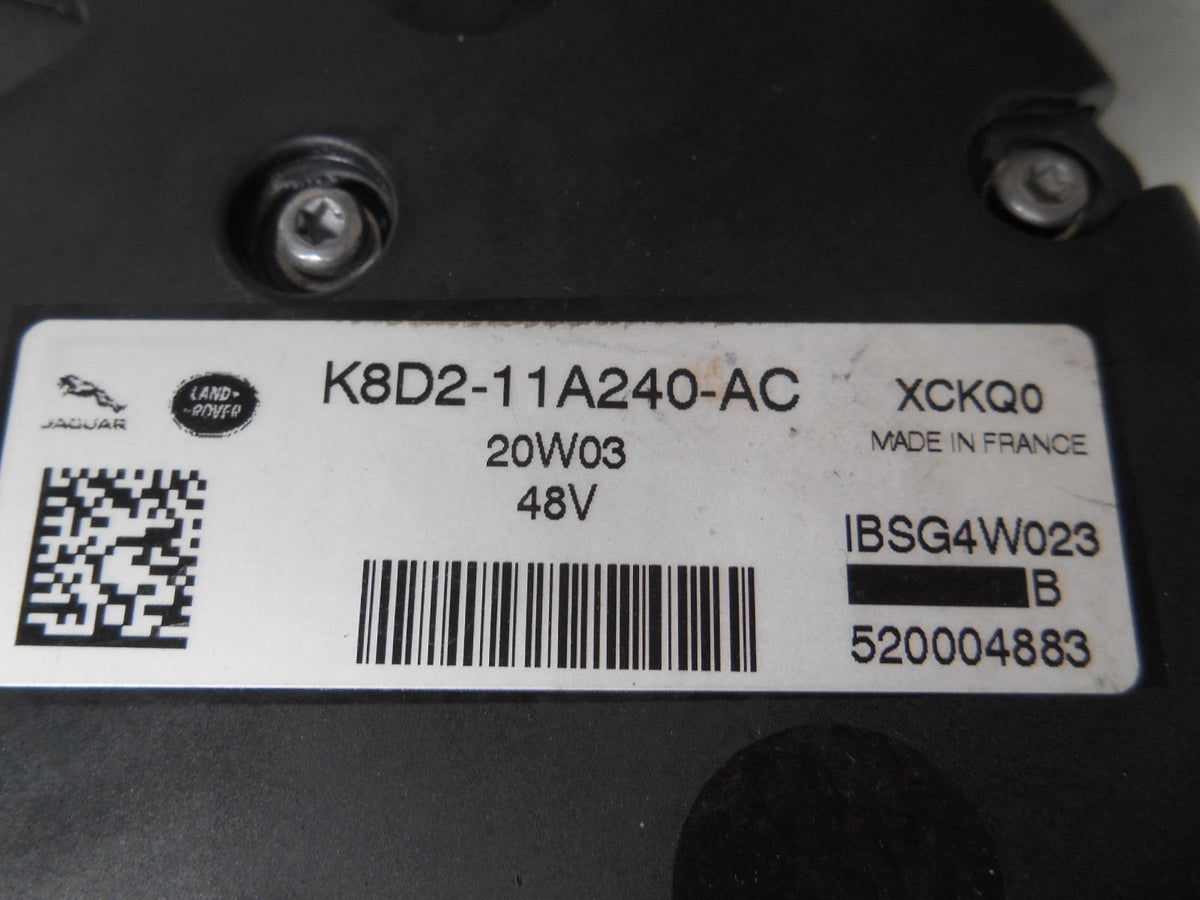 JAGUAR
LAND-
-ROVER
K8D2-11A240-AC
20W03
48V
XCKQ0
MADE IN FRANCE
IBSG4W023
B
520004883